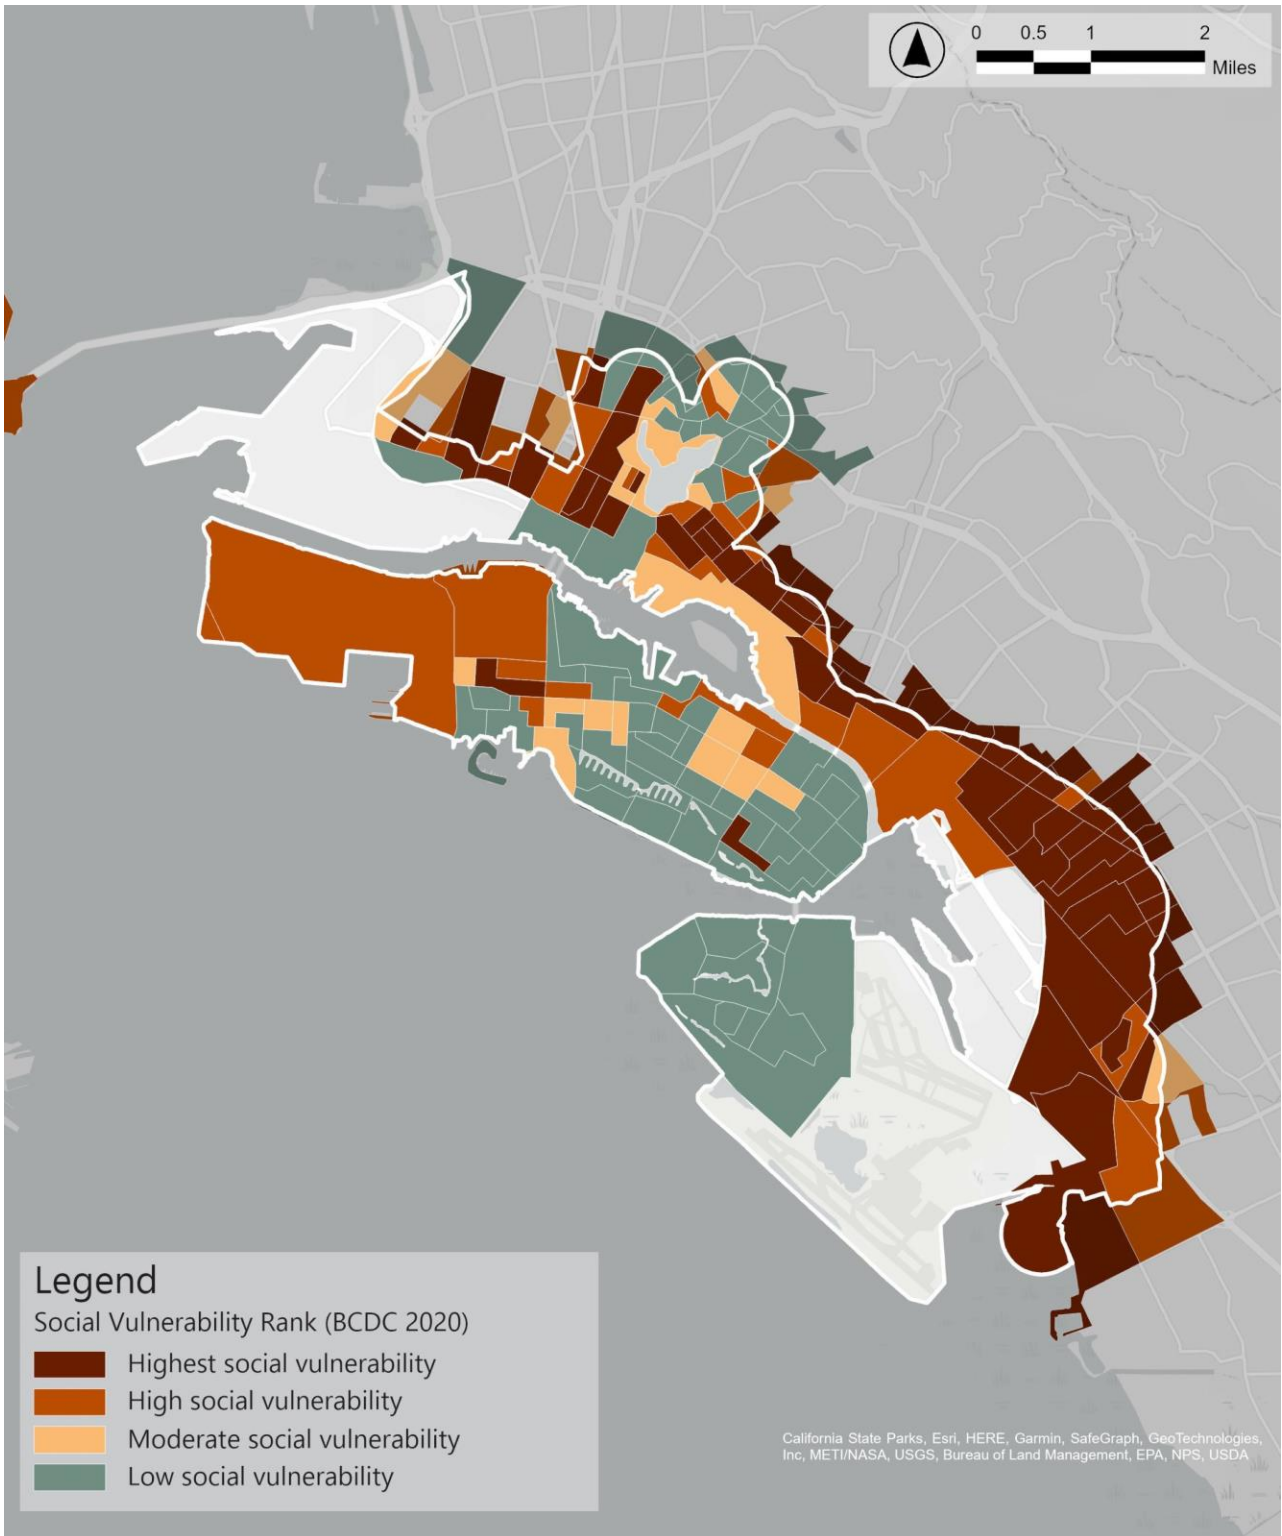 0 0.5 1 2
Miles
Legend
Social Vulnerability Rank (BCDC 2020)
Highest social vulnerability
High social vulnerability
Moderate social vulnerability
Low social vulnerability
California State Parks, Esri, HERE, Garmin, SafeGraph, GeoTechnologies,
Inc, METI/NASA, USGS, Bureau of Land Management, EPA, NPS, USDA